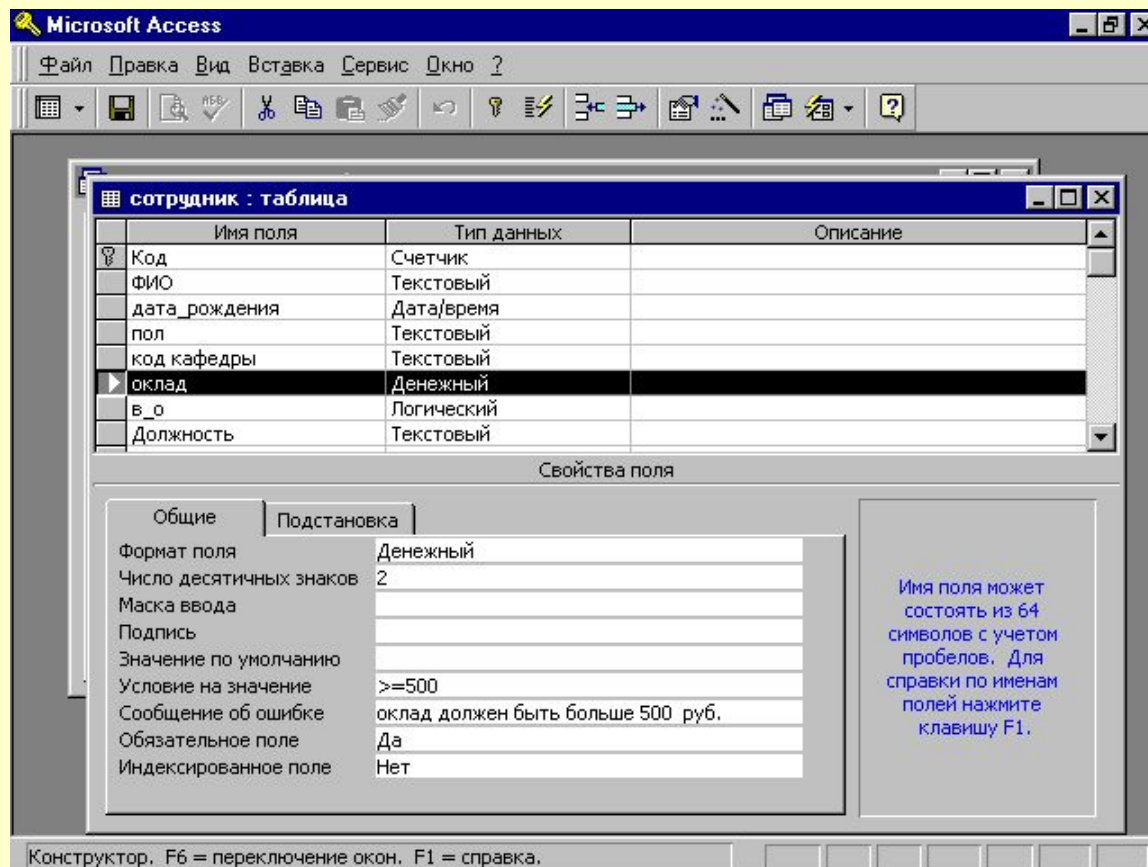 Microsoft Access
Файл Правка Вид Вставка Сервис Окно ?
сотрудник : таблица
Имя поля Тип данных Описание
Код Счетчик
ФИО Текстовый
дата_рождения Дата/время
пол Текстовый
код кафедры Текстовый
оклад Денежный
в_о Логический
Должность Текстовый
Свойства поля
Общие Подстановка
Формат поля Денежный
Число десятичных знаков 2
Маска ввода
Подпись
Значение по умолчанию
Условие на значение >=500
Сообщение об ошибке оклад должен быть больше 500 руб.
Обязательное поле Да
Индексированное поле Нет
Имя поля может
состоять из 64
символов с учетом
пробелов. Для
справки по именам
полей нажмите
клавишу F1.
Конструктор. F6 = переключение окон. F1 = справка.